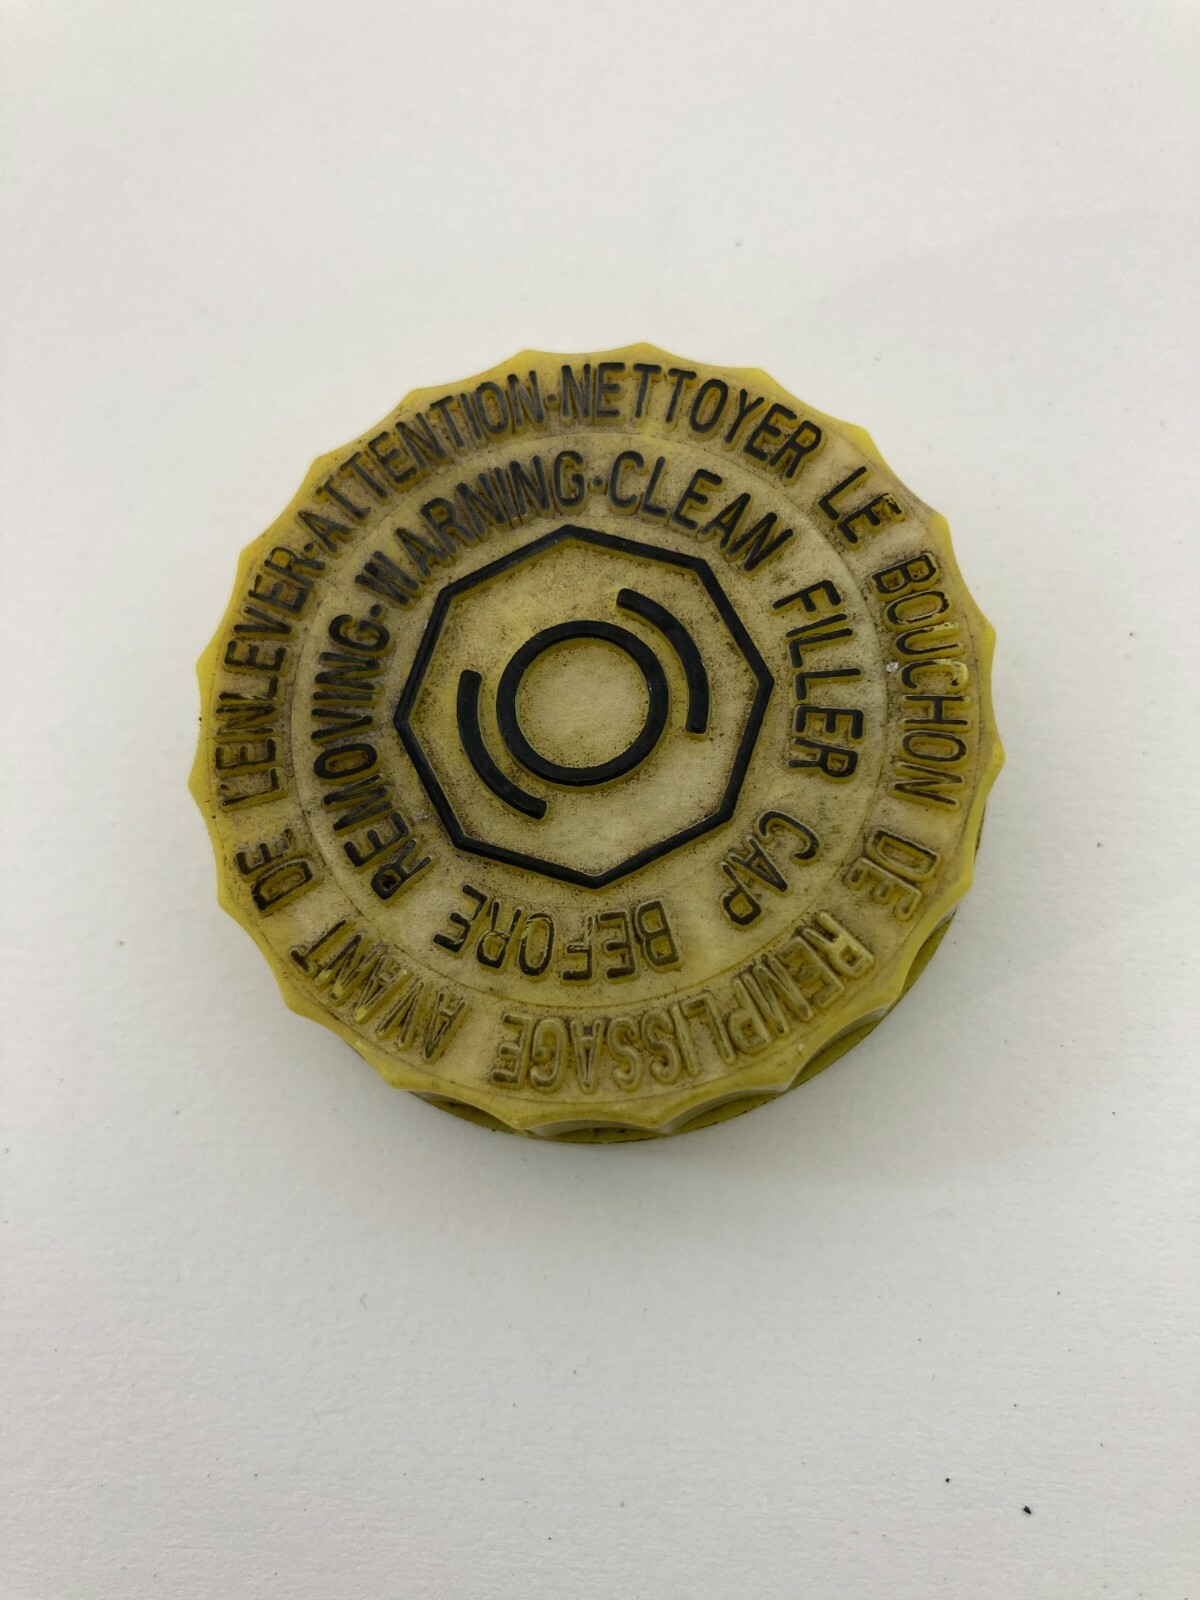 ATTENTION·NETTOYER LE BOUCHON DE REMPLISSAGE AVANT DE L'ENLEVER·
WARNING·CLEAN FILLER CAP BEFORE REMOVING·